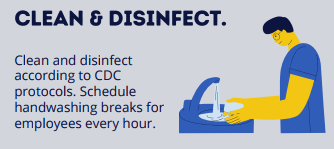 CLEAN & DISINFECT.
Clean and disinfect
according to CDC
protocols. Schedule
handwashing breaks for
employees every hour.